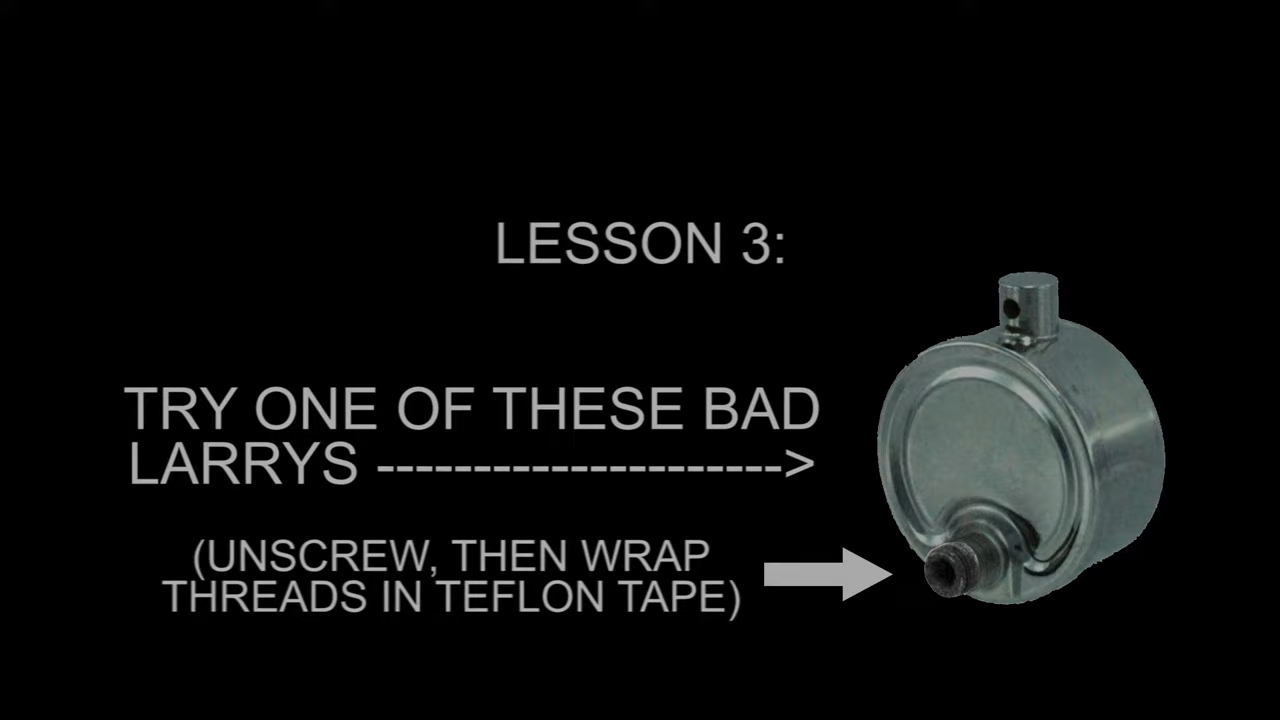 LESSON 3:
TRY ONE OF THESE BAD
LARRYS --------------------->
(UNSCREW, THEN WRAP
THREADS IN TEFLON TAPE)